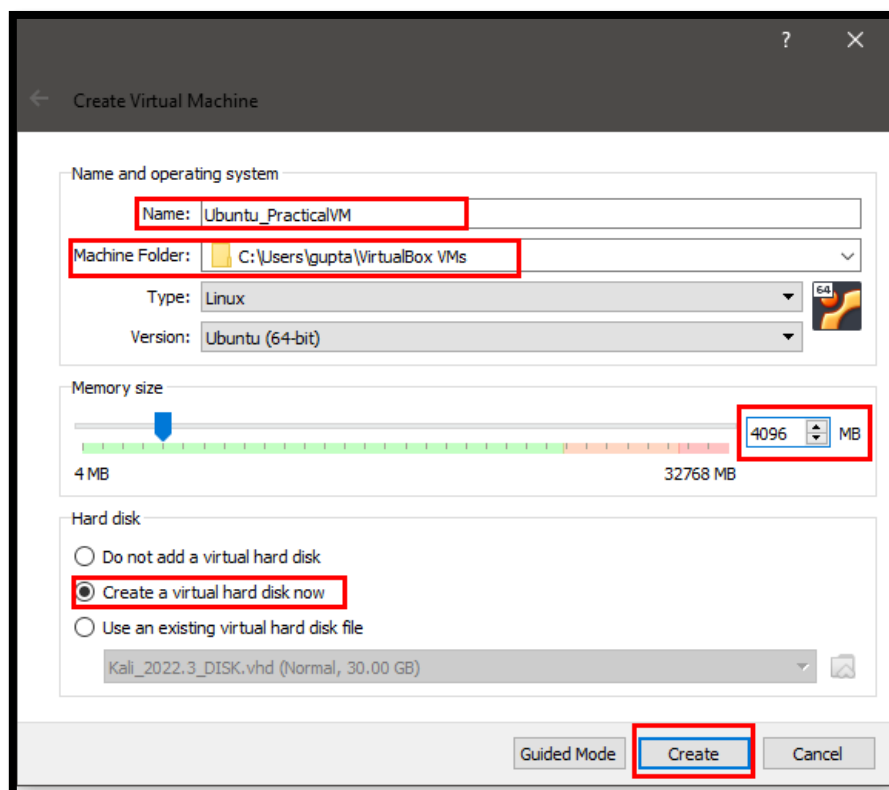 ?
Create Virtual Machine
Name and operating system
Name: Ubuntu_PracticalVM
Machine Folder: C:\Users\gupta\VirtualBox VMs
Type: Linux
64
Version: Ubuntu (64-bit)
Memory size
4096 MB
4 MB 32768 MB
Hard disk
Do not add a virtual hard disk
Create a virtual hard disk now
Use an existing virtual hard disk file
Kali_2022.3_DISK.vhd (Normal, 30.00 GB)
Guided Mode Create Cancel